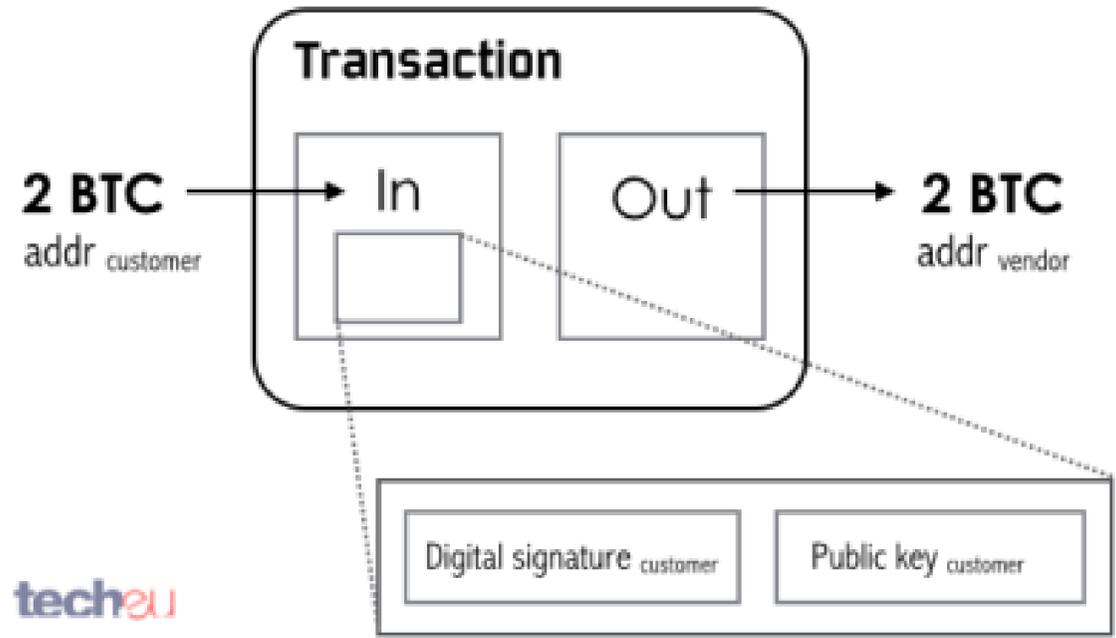 Transaction
2 BTC
addr customer
In
Out
2 BTC
addr vendor
Digital signature customer
Public key customer
techeu